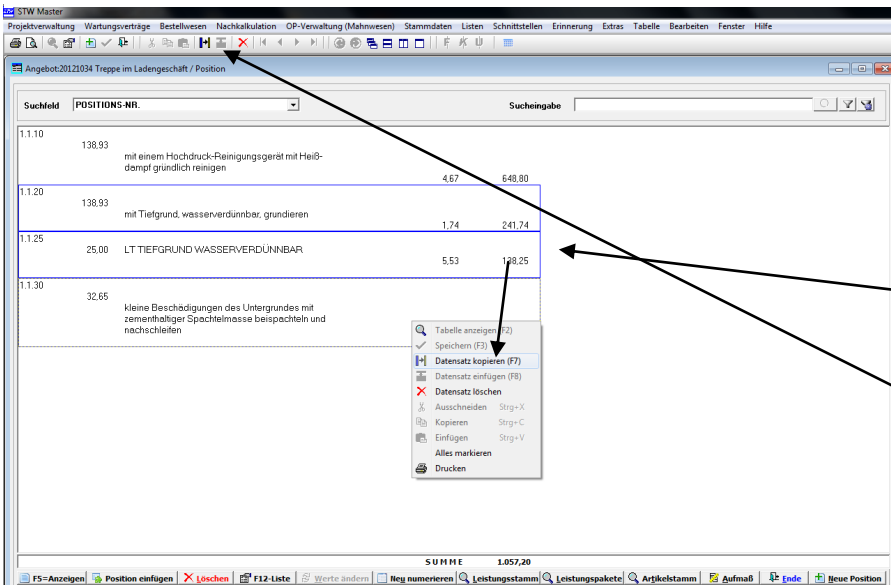 STW Master
Projektverwaltung Wartungsverträge Bestellwesen Nachkalkulation OP-Verwaltung (Mahnwesen) Stammdaten Listen Schnittstellen Erinnerung Extras Tabelle Bearbeiten Fenster Hilfe
Angebot:20121034 Treppe im Ladengeschäft / Position
Suchfeld POSITIONS-NR. Sucheingabe
1.1.10
138,93
mit einem Hochdruck-Reinigungsgerät mit Heiß-
dampf gründlich reinigen
4,67 648,80
1.1.20
138,93
mit Tiefgrund, wasserverdünnbar, grundieren
1,74 241,74
1.1.25
25,00 LT TIEFGRUND WASSERVERDÜNNBAR
5,53 138,25
1.1.30
32,65
kleine Beschädigungen des Untergrundes mit
zementhaltiger Spachtelmasse beispachteln und
nachschleifen
Tabelle anzeigen (F2)
Speichern (F3)
Datensatz kopieren (F7)
Datensatz einfügen (F8)
Datensatz löschen
Ausschneiden Strg+X
Kopieren Strg+C
Einfügen Strg+V
Alles markieren
Drucken
SUMME 1.057,20
F5=Anzeigen Position einfügen Löschen F12-Liste Werte ändern Neu numerieren Leistungsstamm Leistungspakete Artikelstamm Aufmaß Ende Neue Position